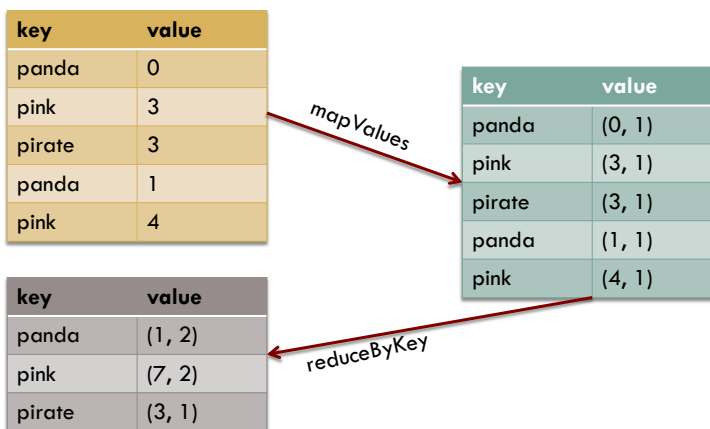 key value
panda 0
pink 3
pirate 3
panda 1
pink 4
mapValues
key value
panda (0, 1)
pink (3, 1)
pirate (3, 1)
panda (1, 1)
pink (4, 1)
reduceByKey
key value
panda (1, 2)
pink (7, 2)
pirate (3, 1)